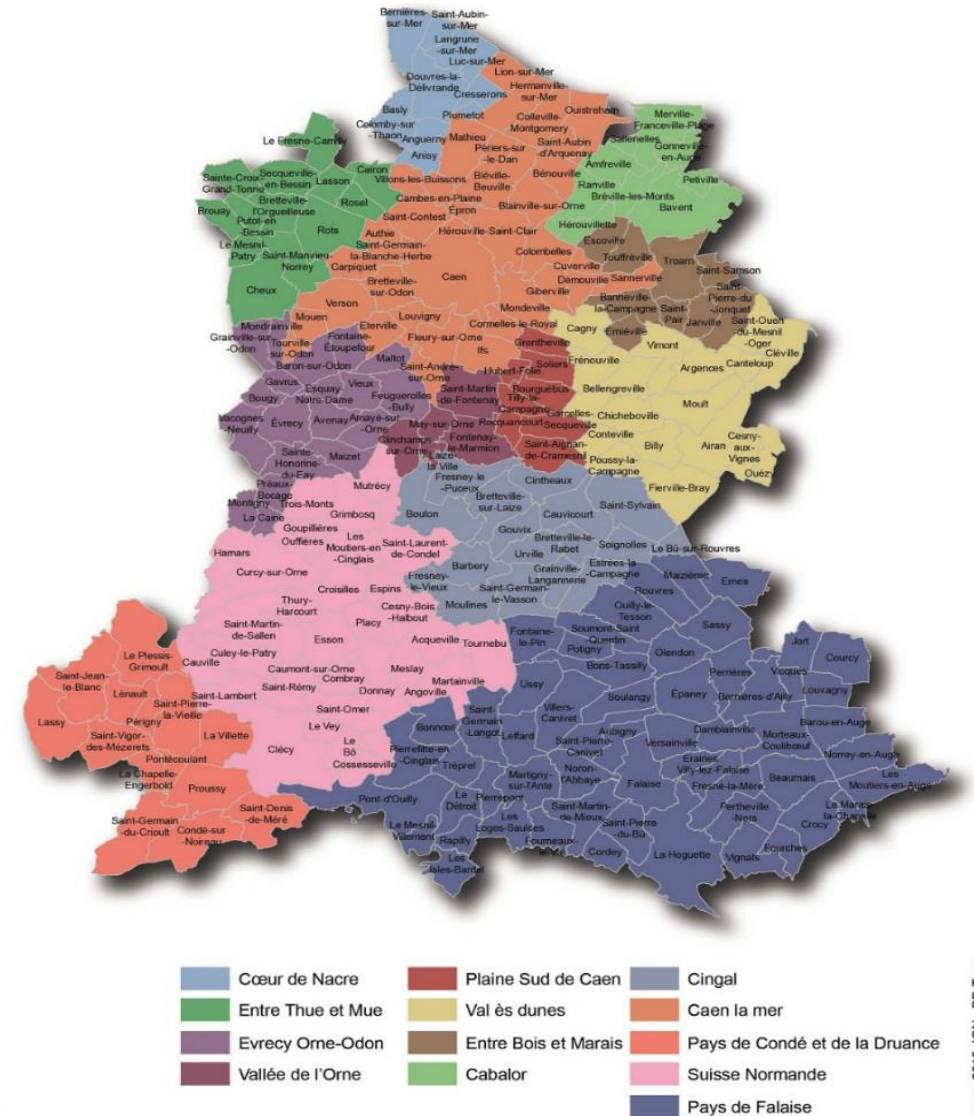 Bernières-
sur-Mer
Saint-Aubin-
sur-Mer
Langrune
-sur-Mer
Luc-sur-Mer
Douvres-la-
Délivrande
Cresserons
Basly
Plumetot
Colomby-sur
-Thaon
Anguerny
Anisy
Lion-sur-Mer
Hermanville-
sur-Mer
Ouistreham
Colleville-
Montgomery
Mathieu
Périers-sur
-le-Dan
Saint-Aubin
-d'Arquenay
Bénouville
Villons-les-Buissons
Biéville-
Beuville
Cambes-en-Plaine
Blainville-sur-Orne
Épron
Saint-Contest
Hérouville-Saint-Clair
Authie
Saint-Germain-
la-Blanche-Herbe
Carpiquet
Caen
Colombelles
Cuverville
Démouville
Sannerville
Giberville
Bretteville-
sur-Odon
Mondeville
Verson
Louvigny
Mouen
Eterville
Cormelles-le-Royal
Fleury-sur-Orne
Ifs
Saint-André-
sur-Orne
Hubert-Folie
Merville-
Franceville-Plage
Sallenelles
Gonneville-
en-Auge
Amfreville
Petiville
Ranville
Bréville-les-Monts
Bavent
Hérouvillette
Escoville
Touffréville
Troarn
Saint-Samson
Banneville
-la-Campagne
Saint-
Pierre-du
-Jonquet
Saint-
Pair
Janville
Emiéville
Le Fresne-Camilly
Cairon
Secqueville-
en-Bessin
Sainte-Croix-
Grand-Tonne
Lasson
Bretteville-
l'Orgueilleuse
Rosel
Brouay
Putot-en
-Bessin
Rots
Le Mesnil-
Patry
Saint-Manvieu-
Norrey
Cheux
Mondrainville
Grainville-sur
-Odon
Fontaine-
Étoupefour
Tourville
-sur-Odon
Baron-sur-Odon
Maltot
Gavrus
Esquay
-Notre-Dame
Vieux
Feuguerolles
-Bully
Bougy
Vacognes
-Neuilly
Évrecy
Avenay
Amayé-sur
-Orne
Sainte-
Honorine-
du-Fay
Maizet
Préaux-
Bocage
Montigny
La Caine
Saint-Martin
-de-Fontenay
May-sur-Orne
Clinchamps
-sur-Orne
Fontenay-
le-Marmion
Laize-
la-Ville
Grentheville
Soliers
Bourguébus
Tilly-la-
Campagne
Rocquancourt
Garcelles-
Secqueville
Saint-Aignan-
de-Cramesnil
Cagny
Saint-Ouen
-du-Mesnil
-Oger
Cléville
Frénouville
Vimont
Canteloup
Argences
Bellengreville
Moult
Chicheboville
Conteville
Billy
Airan
Cesny-
aux-
Vignes
Poussy-la-
Campagne
Ouézy
Fierville-Bray
Fresney-le
-Puceux
Cintheaux
Bretteville-
sur-Laize
Boulon
Cauvicourt
Saint-Sylvain
Gouvix
Bretteville-le-
Rabet
Soignolles
Urville
Le Bû-sur-Rouvres
Barbery
Grainville-
Langannerie
Estrées-la
-Campagne
Fresney-
le-Vieux
Saint-Germain-
le-Vasson
Moulines
Mutrécy
Trois-Monts
Grimbosq
Goupillières
Ouffières
Les
Moutiers-en
-Cinglais
Saint-Laurent-
de-Condel
Hamars
Curcy-sur-Orne
Croisilles
Espins
Thury-
Harcourt
Cesny-Bois
-Halbout
Saint-Martin-
de-Sallen
Placy
Esson
Acqueville
Tournebu
Culey-le-Patry
Cauville
Caumont-sur-Orne
Combray
Meslay
Martainville
Saint-Lambert
Saint-Rémy
Donnay
Angoville
Saint-Omer
Le Vey
Clécy
Le
Bô
Cossesseville
Le Plessis-
Grimoult
Saint-Jean-
le-Blanc
Lénault
Saint-Pierre
-la-Vieille
Lassy
Périgny
Saint-Vigor-
des-Mézerets
La Villette
Pontécoulant
La Chapelle-
Engerbold
Proussy
Saint-Denis
-de-Méré
Saint-Germain
-du-Crioult
Condé-sur
-Noireau
Maizières
Ernes
Rouvres
Ouilly-le-
Tesson
Sassy
Fontaine-
le-Pin
Soumont-Saint
-Quentin
Potigny
Olendon
Jort
Courcy
Bons-Tassilly
Perrières
Vicques
Ussy
Soulangy
Épaney
Bernières-d'Ailly
Louvagny
Saint-
Germain
-Langot
Villers-
Canivet
Aubigny
Damblainville
Barou-en-Auge
Bonnœil
Leffard
Saint-Pierre-
Canivet
Versainville
Morteaux-
Coulibœuf
Pierrefitte-en
-Cinglais
Eraines
Norrey-en-Auge
Tréprel
Noron-
l'Abbaye
Villy-lez-Falaise
Martigny
-sur-l'Ante
Falaise
Fresné-la-Mère
Beaumais
Les
Moutiers-en-Auge
Pont-d'Ouilly
Le
Détroit
Pierrepont
Saint-Martin
-de-Mieux
Pertheville
-Ners
Le Marais
-la-Chapelle
Le Mesnil-
Villement
Les
Loges-Saulces
Saint-Pierre
-du-Bû
Crocy
Rapilly
Fourneaux-
le-Val
Cordey
La Hoguette
Vignats
Fourches
Les
Isles-Bardel
Cœur de Nacre
Entre Thue et Mue
Evrecy Orne-Odon
Vallée de l'Orne
Plaine Sud de Caen
Val ès dunes
Entre Bois et Marais
Cabalor
Cingal
Caen la mer
Pays de Condé et de la Druance
Suisse Normande
Pays de Falaise